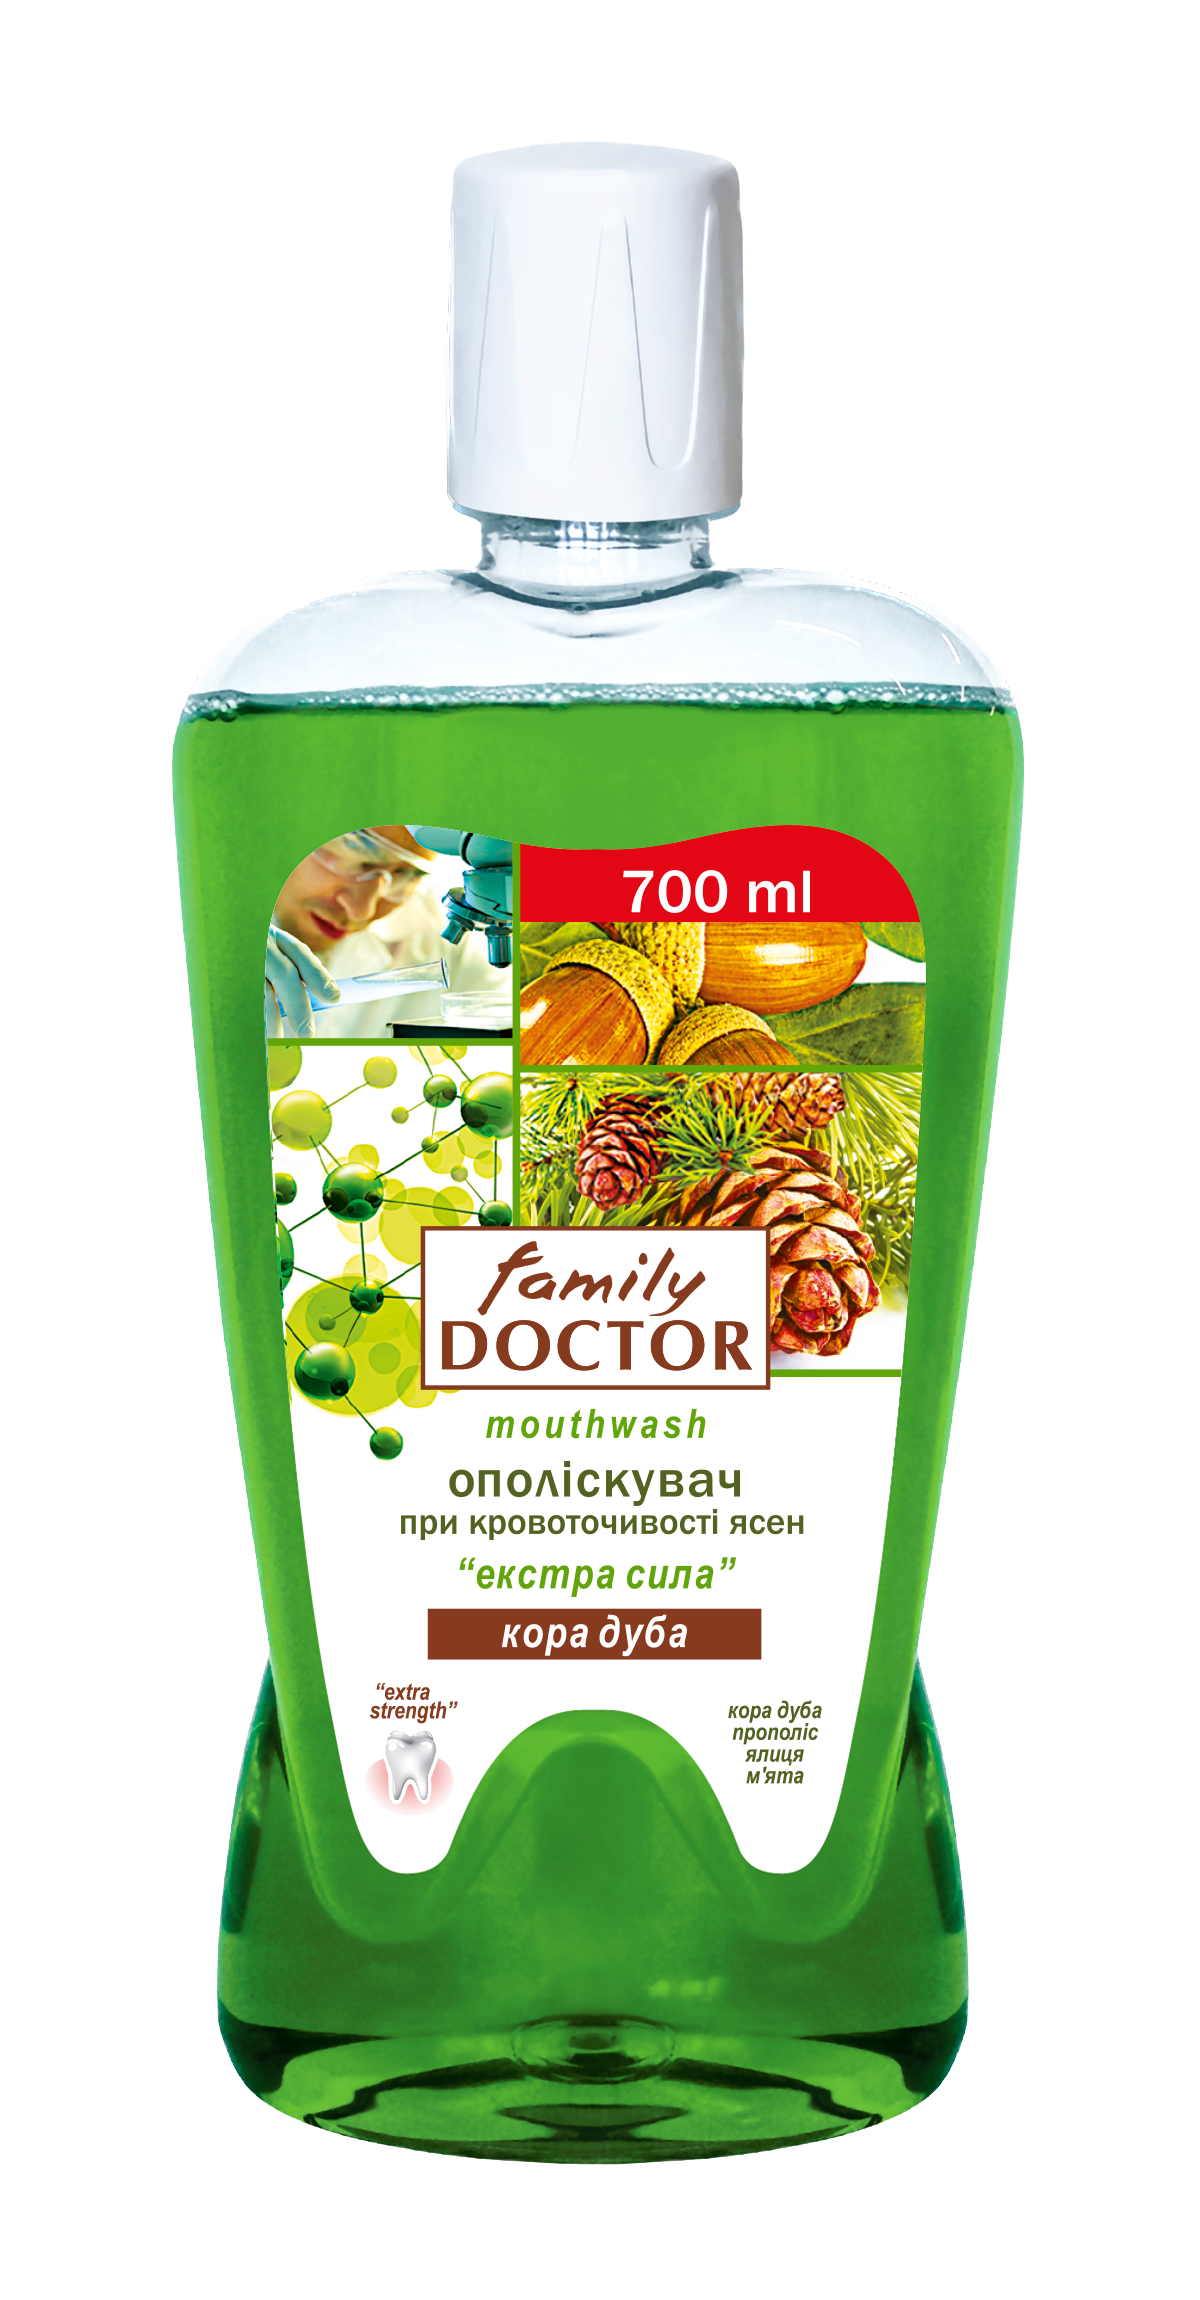 700 ml
family
DOCTOR
mouthwash
ополіскувач
при кровоточивості ясен
“екстра сила”
кора дуба
“extra
strength”
кора дуба
прополіс
ялиця
м'ята